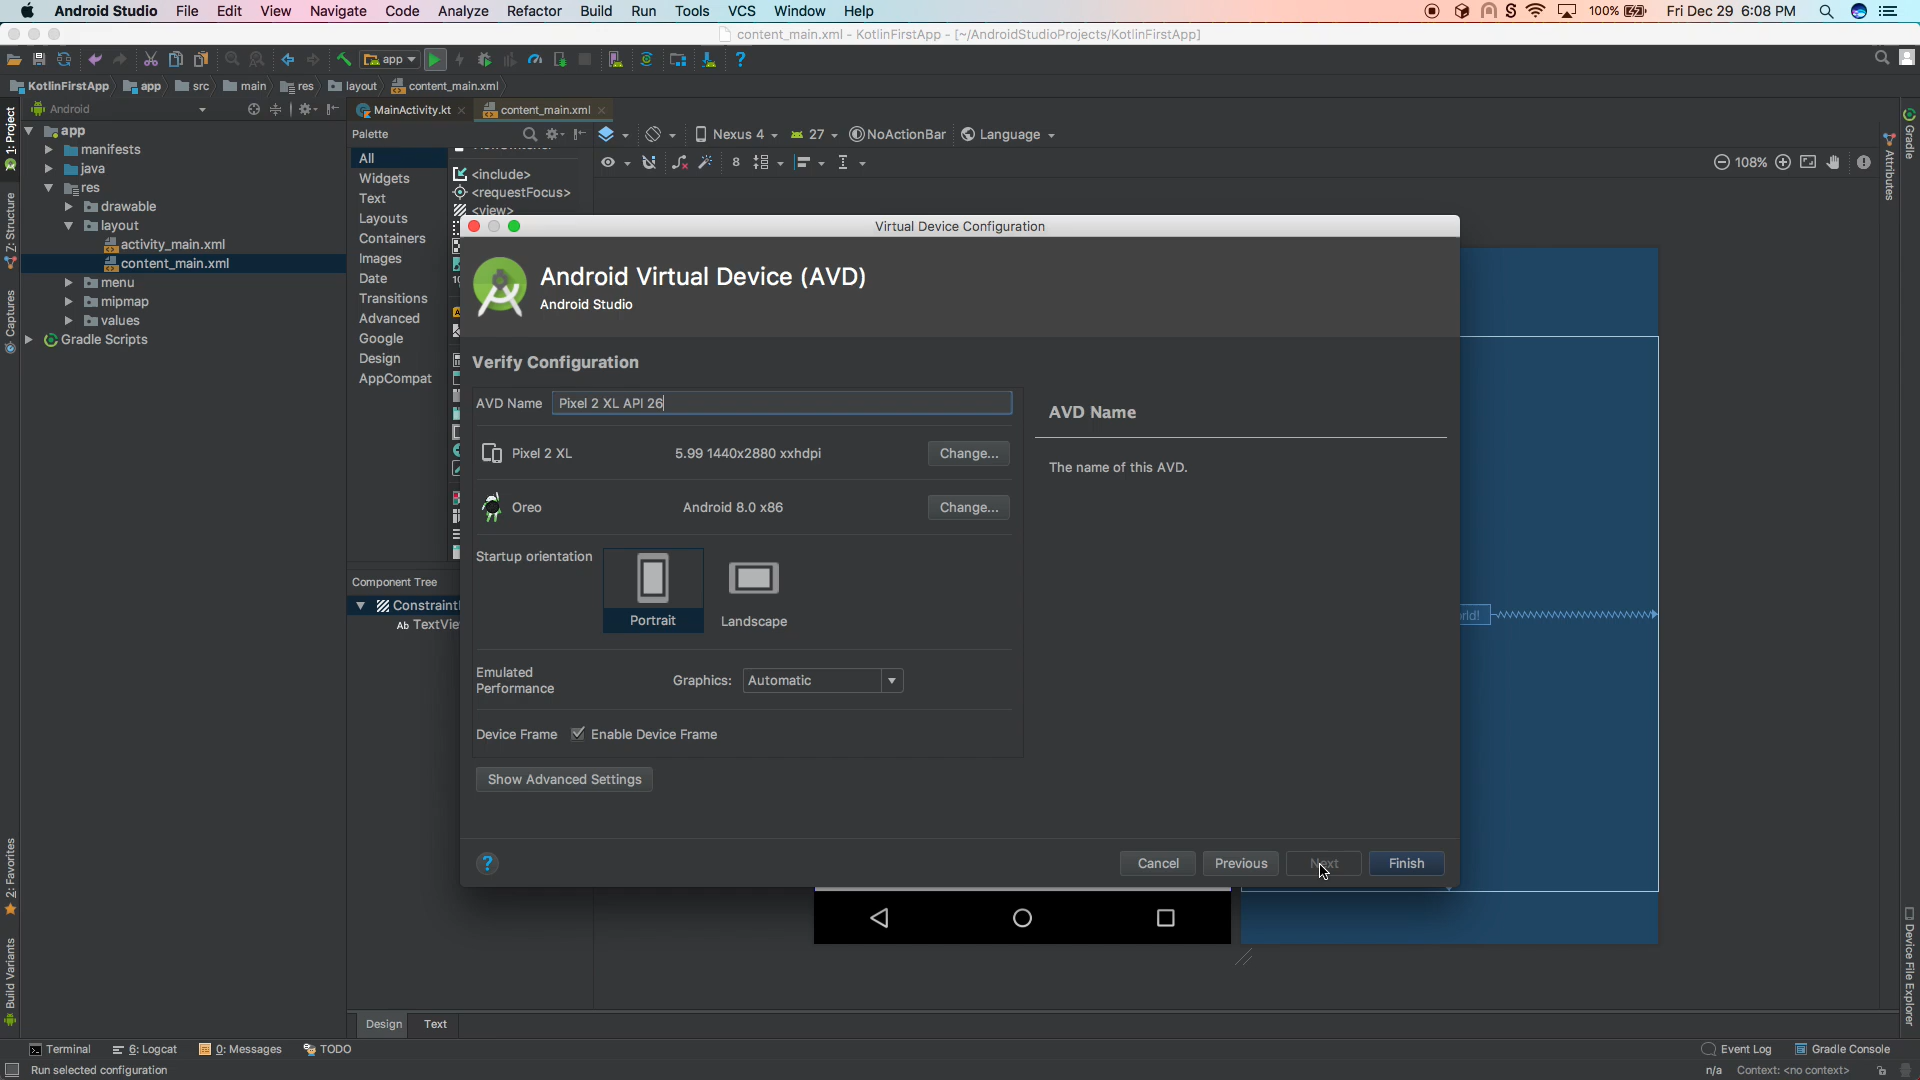 Android Studio File Edit View Navigate Code Analyze Refactor Build Run Tools VCS Window Help 100% Fri Dec 29 6:08 PM
content_main.xml - KotlinFirstApp - [~/AndroidStudioProjects/KotlinFirstApp]
app
KotlinFirstApp app src main res layout content_main.xml
1: Project
Z: Structure
Captures
2: Favorites
Build Variants
Android
app
manifests
java
res
drawable
layout
activity_main.xml
content_main.xml
menu
mipmap
values
Gradle Scripts
MainActivity.kt content_main.xml
Palette
All
Widgets
Text
Layouts
Containers
Images
Date
Transitions
Advanced
Google
Design
AppCompat
<include>
<requestFocus>
<view>
Component Tree
Constraint
Ab TextVie
Nexus 4 27 NoActionBar Language
8 108%
Virtual Device Configuration
Android Virtual Device (AVD)
Android Studio
Verify Configuration
AVD Name Pixel 2 XL API 26
Pixel 2 XL 5.99 1440x2880 xxhdpi Change...
Oreo Android 8.0 x86 Change...
Startup orientation
Portrait Landscape
Emulated
Performance
Graphics: Automatic
Device Frame Enable Device Frame
Show Advanced Settings
AVD Name
The name of this AVD.
? Cancel Previous Next Finish
rld!
Gradle
Attributes
Device File Explorer
Design Text
Terminal 6: Logcat 0: Messages TODO Event Log Gradle Console
Run selected configuration n/a Context: <no context>